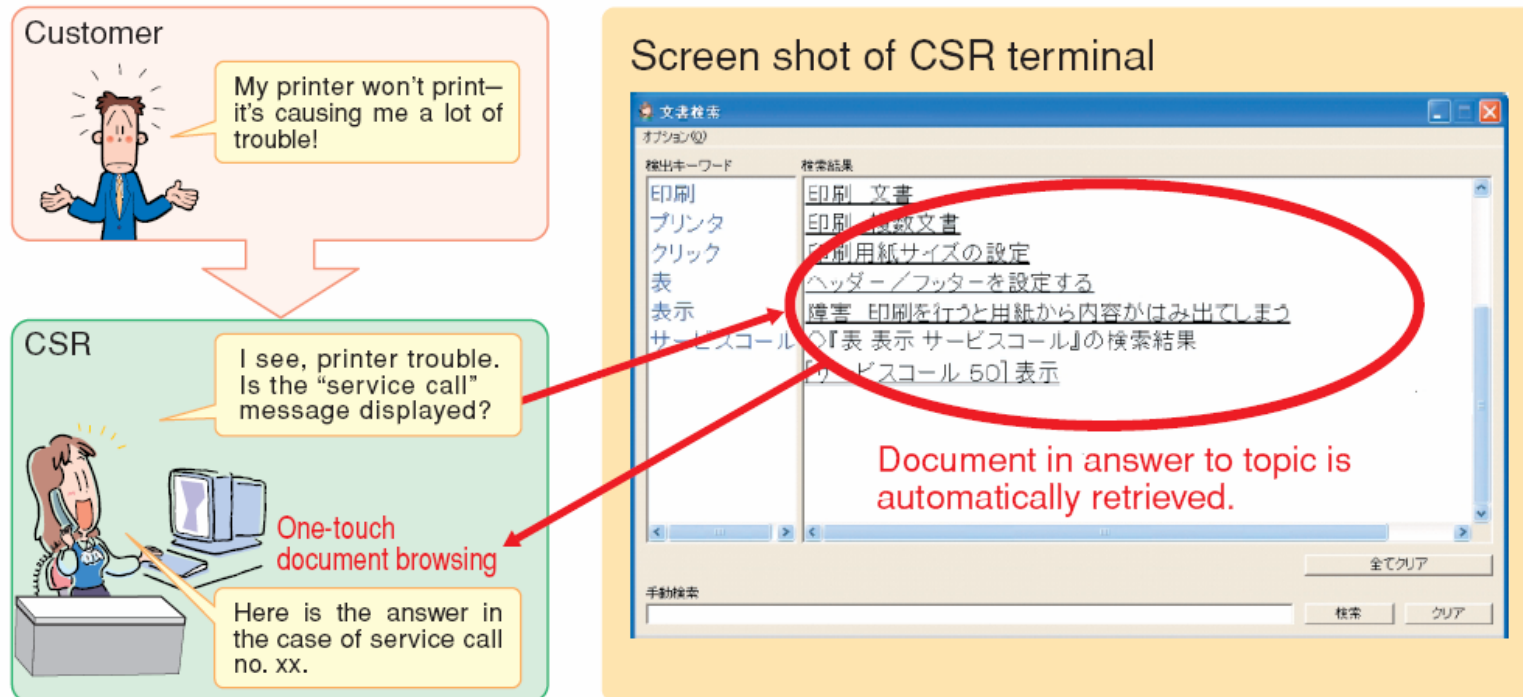 Customer
My printer won't print–
it's causing me a lot of
trouble!
CSR
I see, printer trouble.
Is the “service call”
message displayed?
One-touch
document browsing
Here is the answer in
the case of service call
no. xx.
Screen shot of CSR terminal
文書検索
オプション(O)
検出キーワード
検索結果
印刷
プリンタ
クリック
表
表示
サービスコール
印刷 文書
印刷 複数文書
印刷用紙サイズの設定
ヘッダー/フッターを設定する
障害 印刷を行うと用紙から内容がはみ出てしまう
◇『表 表示 サービスコール』の検索結果
[サービスコール 50] 表示
Document in answer to topic is
automatically retrieved.
全てクリア
手動検索
検索
クリア